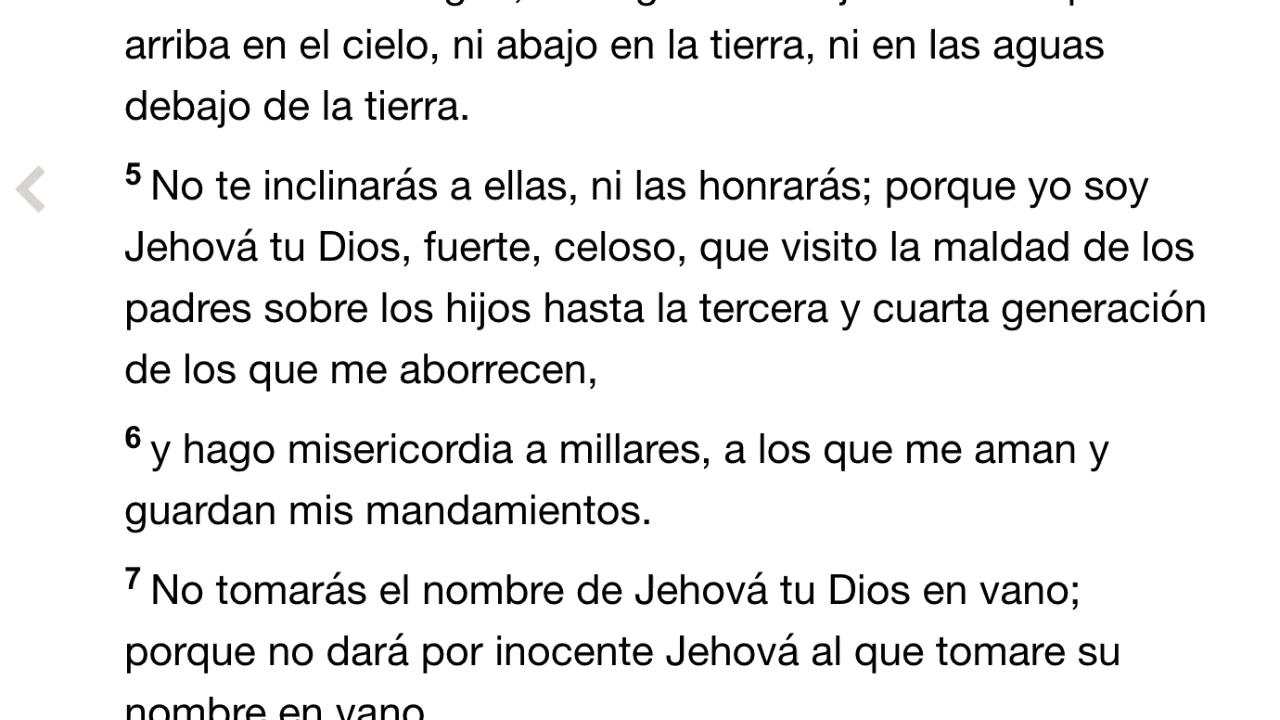 arriba en el cielo, ni abajo en la tierra, ni en las aguas
debajo de la tierra.
5 No te inclinarás a ellas, ni las honrarás; porque yo soy
Jehová tu Dios, fuerte, celoso, que visito la maldad de los
padres sobre los hijos hasta la tercera y cuarta generación
de los que me aborrecen,
6 y hago misericordia a millares, a los que me aman y
guardan mis mandamientos.
7 No tomarás el nombre de Jehová tu Dios en vano;
porque no dará por inocente Jehová al que tomare su
nombre en vano